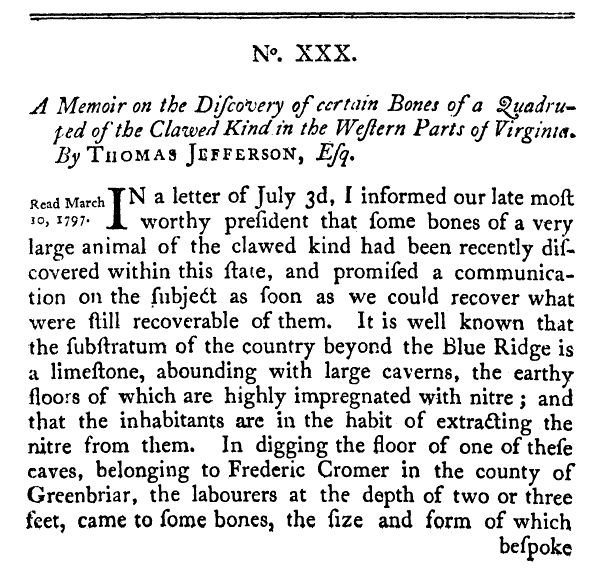 Nº. XXX.
A Memoir on the Diſcovery of certain Bones of a Quadru-
ped of the Clawed Kind in the Weſtern Parts of Virginia.
By THOMAS JEFFERSON, Eſq.
Read March 10, 1797. IN a letter of July 3d, I informed our late moſt
worthy preſident that ſome bones of a very
large animal of the clawed kind had been recently diſ-
covered within this ſtate, and promiſed a communica-
tion on the ſubject as ſoon as we could recover what
were ſtill recoverable of them. It is well known that
the ſubſtratum of the country beyond the Blue Ridge is
a limeſtone, abounding with large caverns, the earthy
floors of which are highly impregnated with nitre; and
that the inhabitants are in the habit of extracting the
nitre from them. In digging the floor of one of theſe
caves, belonging to Frederic Cromer in the county of
Greenbriar, the labourers at the depth of two or three
feet, came to ſome bones, the ſize and form of which
beſpoke